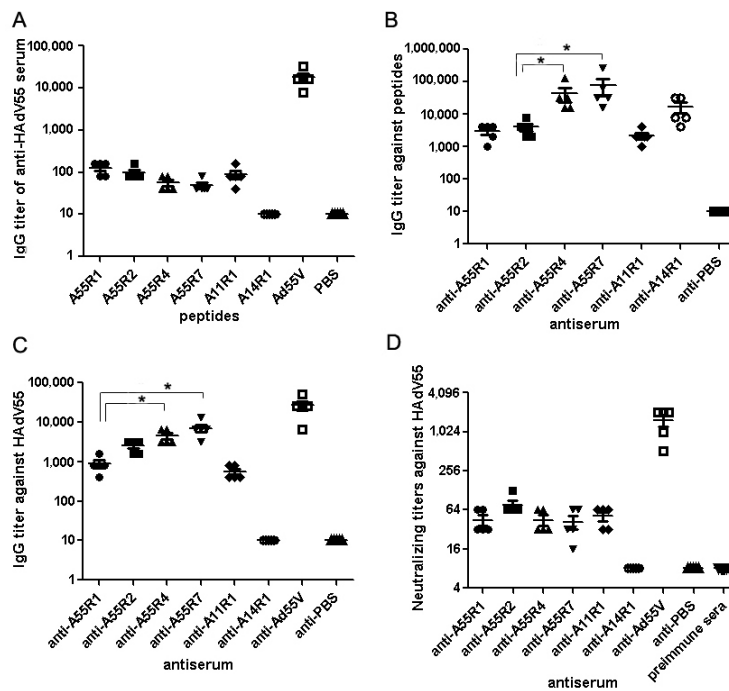 A
IgG titer of anti-HAdV55 serum
100,000
10,000
1.000
100
10
1
A55R1
A55R2
A55R4
A55R7
A11R1
A14R1
Ad55V
PBS
peptides
B
IgG titer against peptides
1,000,000
100,000
10,000
1.000
100
10
1
*
*
anti-A55R1
anti-A55R2
anti-A55R4
anti-A55R7
anti-A11R1
anti-A14R1
anti-PBS
antiserum
C
IgG titer against HAdV55
100,000
10,000
1.000
100
10
1
*
*
anti-A55R1
anti-A55R2
anti-A55R4
anti-A55R7
anti-A11R1
anti-A14R1
anti-Ad55V
anti-PBS
antiserum
D
Neutralizing titers against HAdV55
4,096
1.024
256
64
16
4
anti-A55R1
anti-A55R2
anti-A55R4
anti-A55R7
anti-A11R1
anti-A14R1
anti-Ad55V
anti-PBS
preimmune sera
antiserum